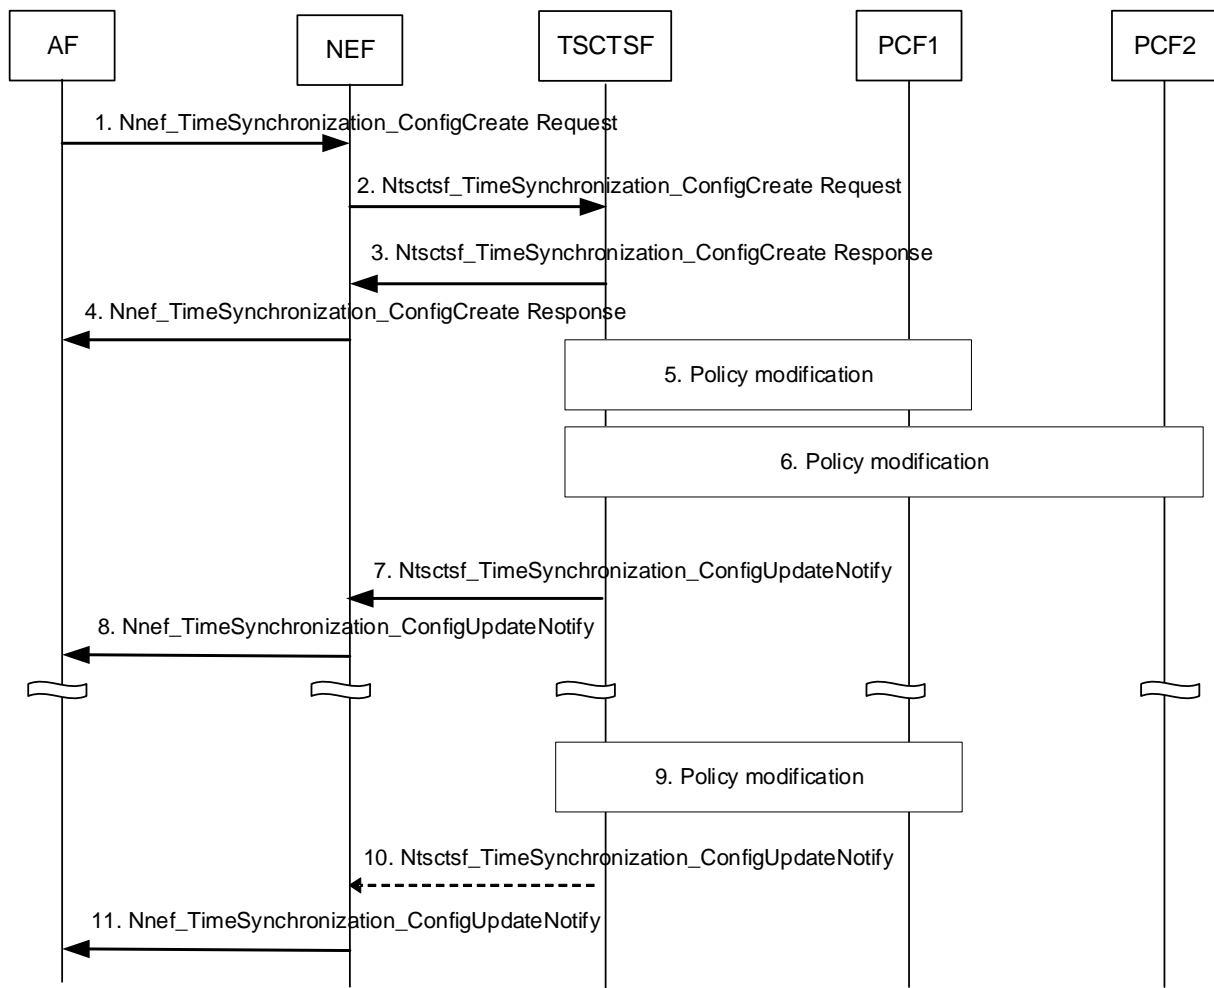 AF
NEF
TSCTSF
PCF1
PCF2
1. Nnef_TimeSynchronization_ConfigCreate Request
2. Ntsctsf_TimeSynchronization_ConfigCreate Request
3. Ntsctsf_TimeSynchronization_ConfigCreate Response
4. Nnef_TimeSynchronization_ConfigCreate Response
5. Policy modification
6. Policy modification
7. Ntsctsf_TimeSynchronization_ConfigUpdateNotify
8. Nnef_TimeSynchronization_ConfigUpdateNotify
9. Policy modification
10. Ntsctsf_TimeSynchronization_ConfigUpdateNotify
11. Nnef_TimeSynchronization_ConfigUpdateNotify